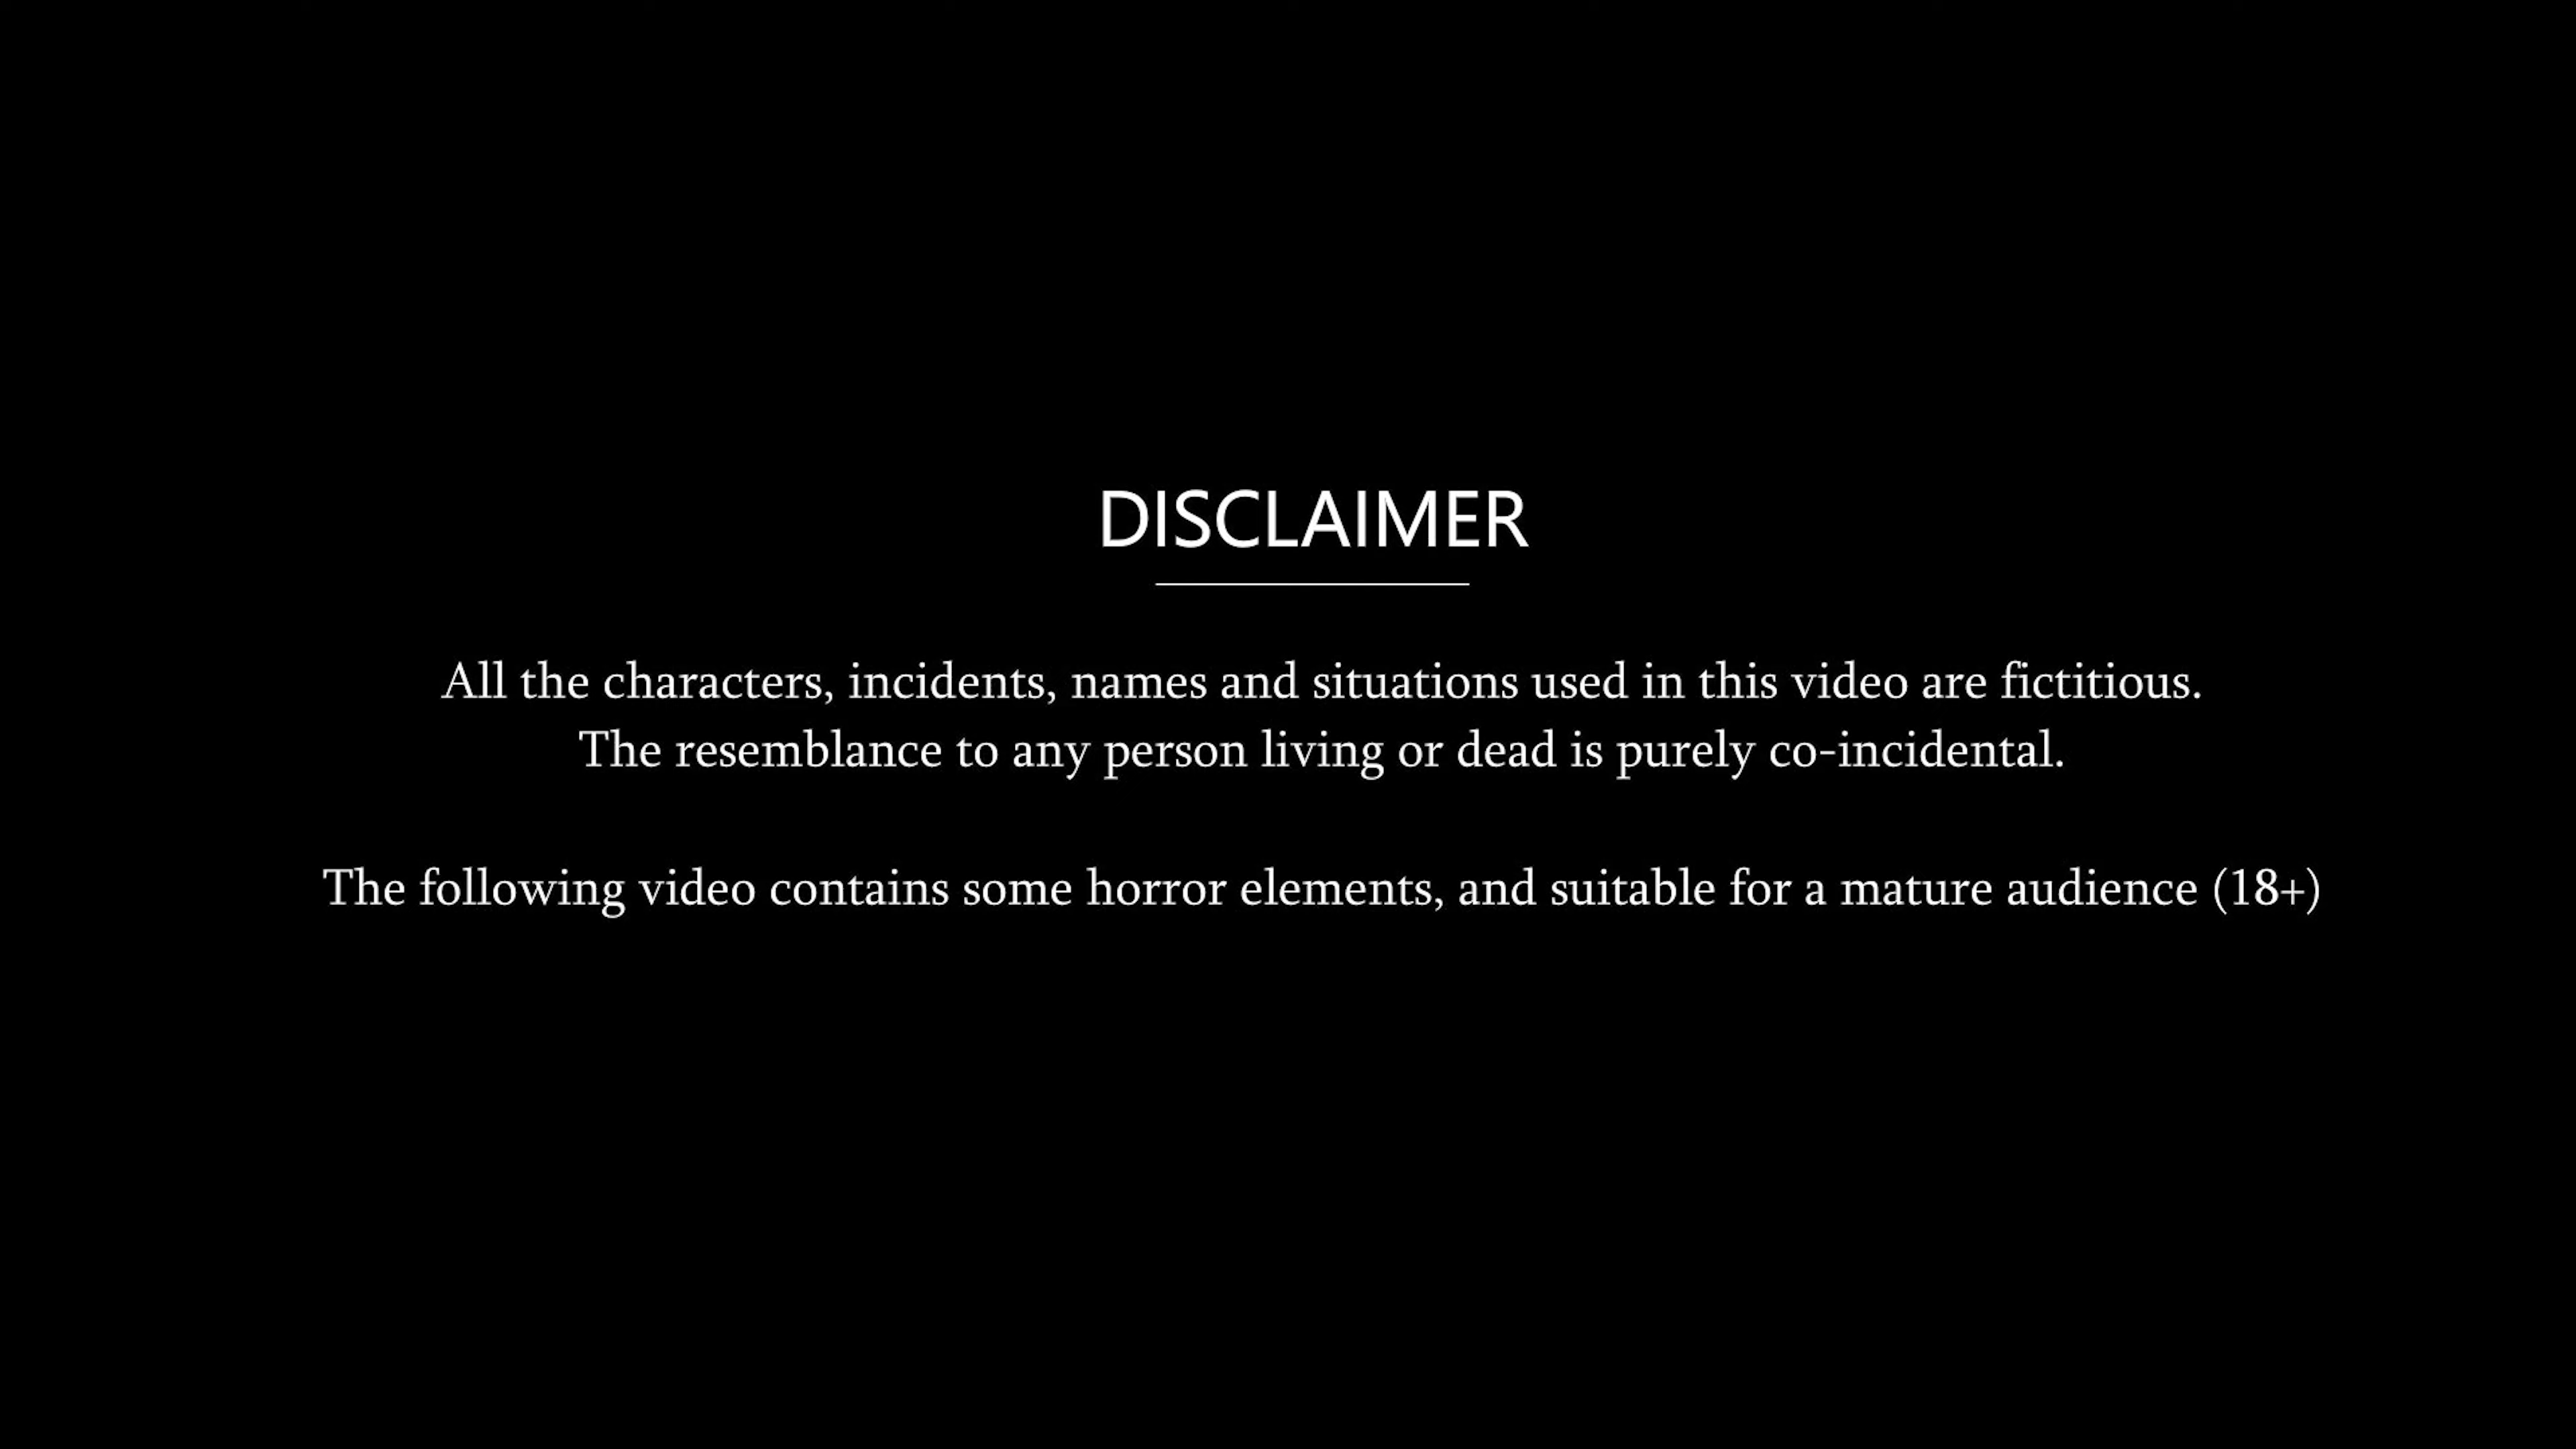 DISCLAIMER
All the characters, incidents, names and situations used in this video are fictitious.
The resemblance to any person living or dead is purely co-incidental.
The following video contains some horror elements, and suitable for a mature audience (18+)